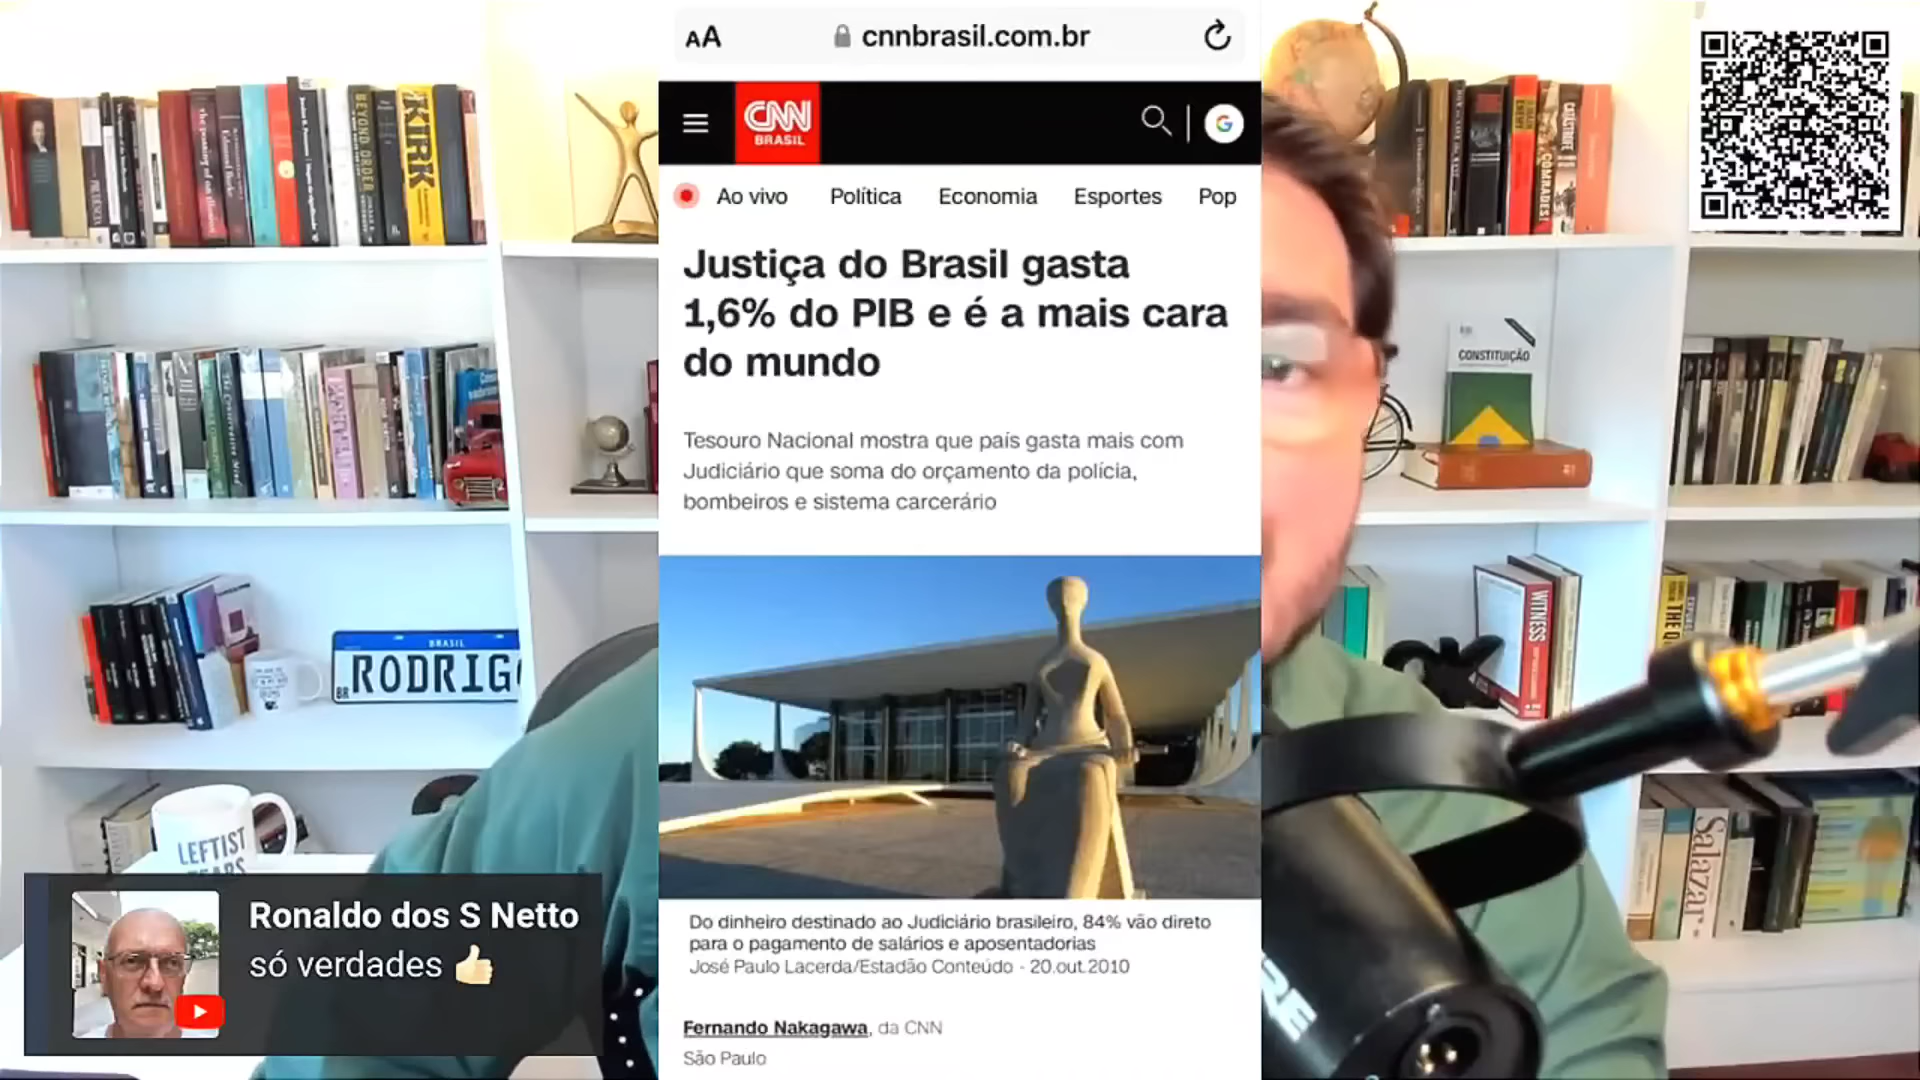 AA cnnbrasil.com.br
CNN
BRASIL
Ao vivo Política Economia Esportes Pop
Justiça do Brasil gasta
1,6% do PIB e é a mais cara
do mundo
Tesouro Nacional mostra que país gasta mais com
Judiciário que soma do orçamento da polícia,
bombeiros e sistema carcerário
Do dinheiro destinado ao Judiciário brasileiro, 84% vão direto
para o pagamento de salários e aposentadorias
José Paulo Lacerda/Estadão Conteúdo - 20.out.2010
Fernando Nakagawa, da CNN
São Paulo
Ronaldo dos S Netto
só verdades 👍
BEYOND ORDER
KIRK
BRASIL
BR RODRIG
LEFTIST
CONSTITUIÇÃO
COMRADES!
WITNESS
Salazar